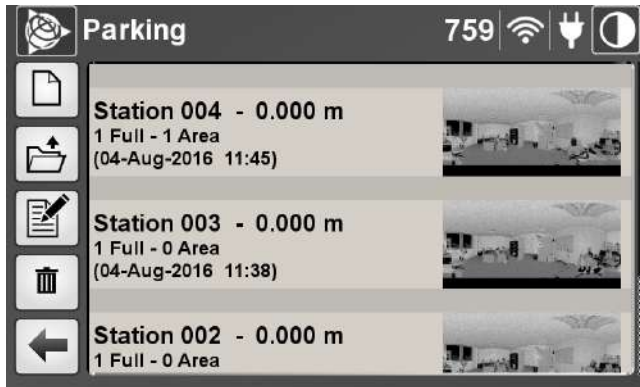 Parking
759
Station 004 - 0.000 m
1 Full - 1 Area
(04-Aug-2016 11:45)
Station 003 - 0.000 m
1 Full - 0 Area
(04-Aug-2016 11:38)
Station 002 - 0.000 m
1 Full - 0 Area